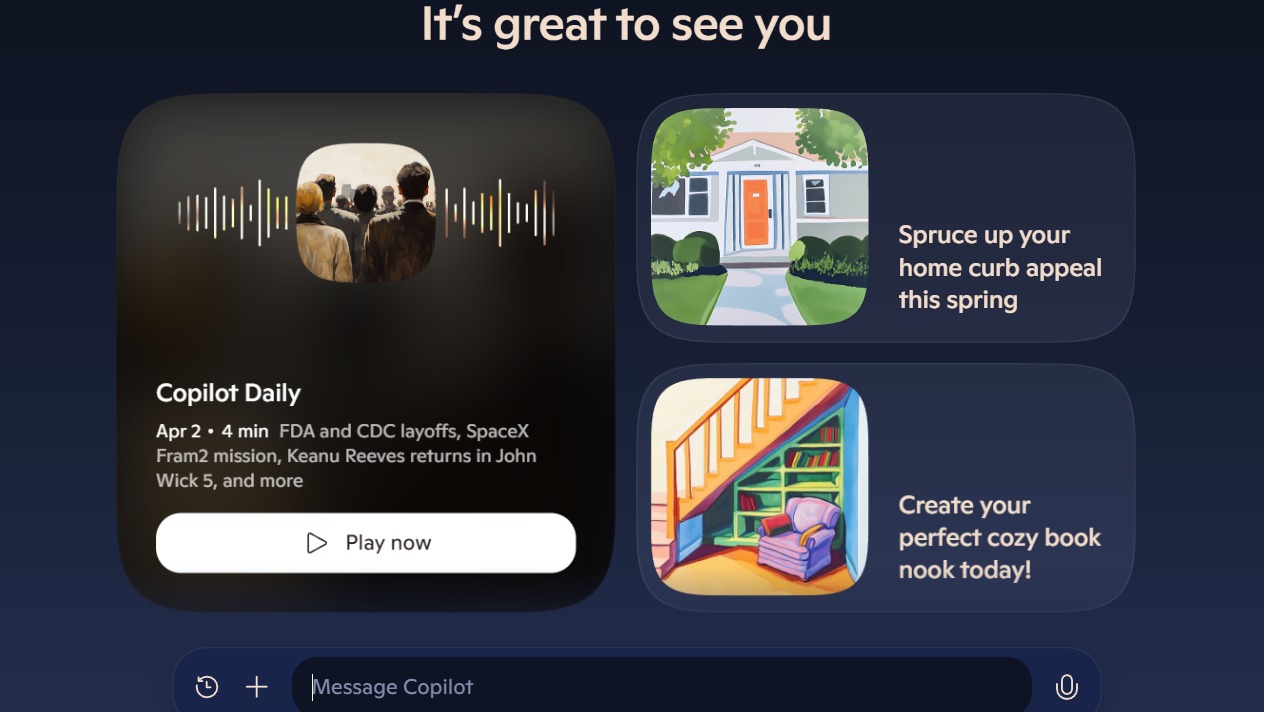 It's great to see you
Copilot Daily
Apr 2 • 4 min FDA and CDC layoffs, SpaceX
Fram2 mission, Keanu Reeves returns in John
Wick 5, and more
Play now
Spruce up your
home curb appeal
this spring
Create your
perfect cozy book
nook today!
Message Copilot